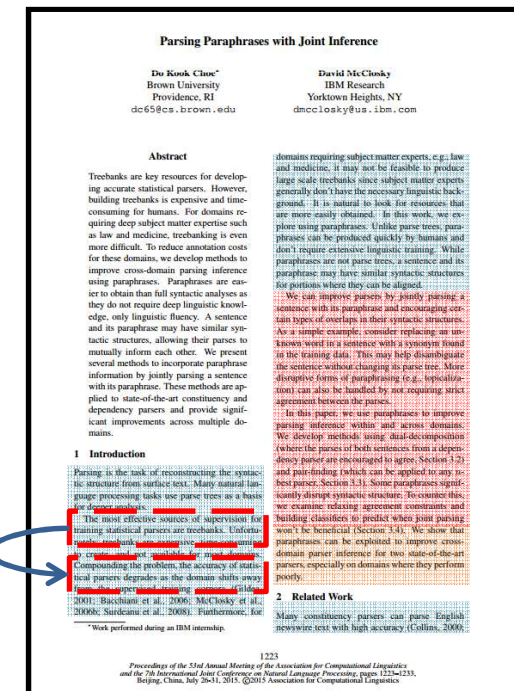 Parsing Paraphrases with Joint Inference
Do Kook Choe*
Brown University
Providence, RI
dc65@cs.brown.edu
David McClosky
IBM Research
Yorktown Heights, NY
dmcclosky@us.ibm.com
Abstract
Treebanks are key resources for develop-
ing accurate statistical parsers. However,
building treebanks is expensive and time-
consuming for humans. For domains re-
quiring deep subject matter expertise such
as law and medicine, treebanking is even
more difficult. To reduce annotation costs
for these domains, we develop methods to
improve cross-domain parsing inference
using paraphrases. Paraphrases are eas-
ier to obtain than full syntactic analyses as
they do not require deep linguistic knowl-
edge, only linguistic fluency. A sentence
and its paraphrase may have similar syn-
tactic structures, allowing their parses to
mutually inform each other. We present
several methods to incorporate paraphrase
information by jointly parsing a sentence
with its paraphrase. These methods are ap-
plied to state-of-the-art constituency and
dependency parsers and provide signif-
icant improvements across multiple do-
mains.
1 Introduction
Parsing is the task of reconstructing the syntac-
tic structure from surface text. Many natural lan-
guage processing tasks use parse trees as a basis
for deeper analysis.
The most effective sources of supervision for
training statistical parsers are treebanks. Unfortu-
nately, treebanks are expensive, time-consuming
to create, and not available for most domains.
Compounding the problem, the accuracy of statis-
tical parsers degrades as the domain shifts away
from the supervised training corpora (Gildea,
2001; Bacchiani et al., 2006; McClosky et al.,
2006b; Surdeanu et al., 2008). Furthermore, for
*Work performed during an IBM internship.
domains requiring subject matter experts, e.g., law
and medicine, it may not be feasible to produce
large scale treebanks since subject matter experts
generally don't have the necessary linguistic back-
ground. It is natural to look for resources that
are more easily obtained. In this work, we ex-
plore using paraphrases. Unlike parse trees, para-
phrases can be produced quickly by humans and
don't require extensive linguistic training. While
paraphrases are not parse trees, a sentence and its
paraphrase may have similar syntactic structures
for portions where they can be aligned.
We can improve parsers by jointly parsing a
sentence with its paraphrase and encouraging cer-
tain types of overlaps in their syntactic structures.
As a simple example, consider replacing an un-
known word in a sentence with a synonym found
in the training data. This may help disambiguate
the sentence without changing its parse tree. More
disruptive forms of paraphrasing (e.g., topicaliza-
tion) can also be handled by not requiring strict
agreement between the parses.
In this paper, we use paraphrases to improve
parsing inference within and across domains.
We develop methods using dual-decomposition
(where the parses of both sentences from a depen-
dency parser are encouraged to agree, Section 3.2)
and pair-finding (which can be applied to any n-
best parser, Section 3.3). Some paraphrases signif-
icantly disrupt syntactic structure. To counter this,
we examine relaxing agreement constraints and
building classifiers to predict when joint parsing
won't be beneficial (Section 3.4). We show that
paraphrases can be exploited to improve cross-
domain parser inference for two state-of-the-art
parsers, especially on domains where they perform
poorly.
2 Related Work
Many constituency parsers can parse English
newswire text with high accuracy (Collins, 2000;
1223
Proceedings of the 53rd Annual Meeting of the Association for Computational Linguistics
and the 7th International Joint Conference on Natural Language Processing, pages 1223–1233,
Beijing, China, July 26-31, 2015. ©2015 Association for Computational Linguistics